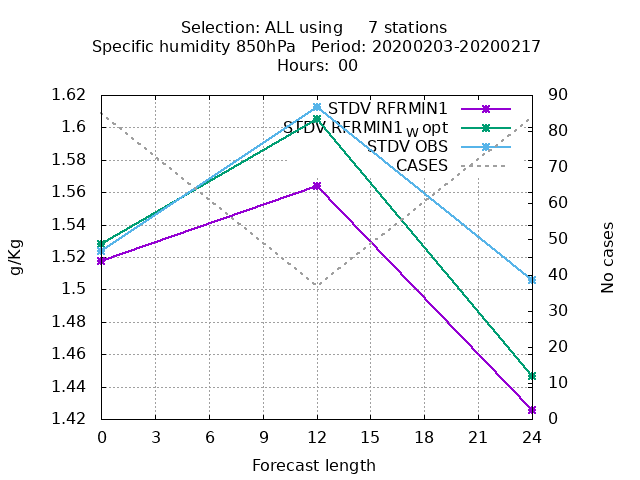 Selection: ALL using 7 stations
Specific humidity 850hPa Period: 20200203-20200217
Hours: 00
1.62
1.6
1.58
1.56
1.54
1.52
1.5
1.48
1.46
1.44
1.42
g/Kg
STDV RFRMIN1
STDV RFRMIN1w opt
STDV OBS
CASES
90
80
70
60
50
40
30
20
10
0
No cases
0 3 6 9 12 15 18 21 24
Forecast length